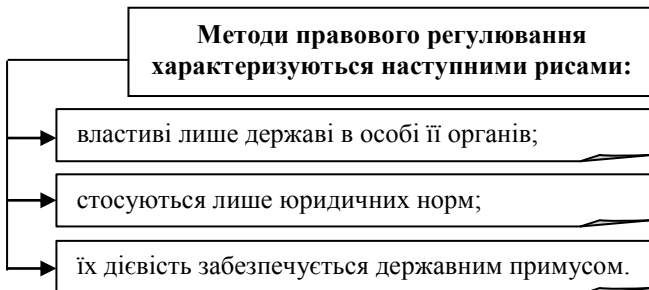 Методи правового регулювання
характеризуються наступними рисами:
властиві лише державі в особі її органів;
стосуються лише юридичних норм;
їх дієвість забезпечується державним примусом.